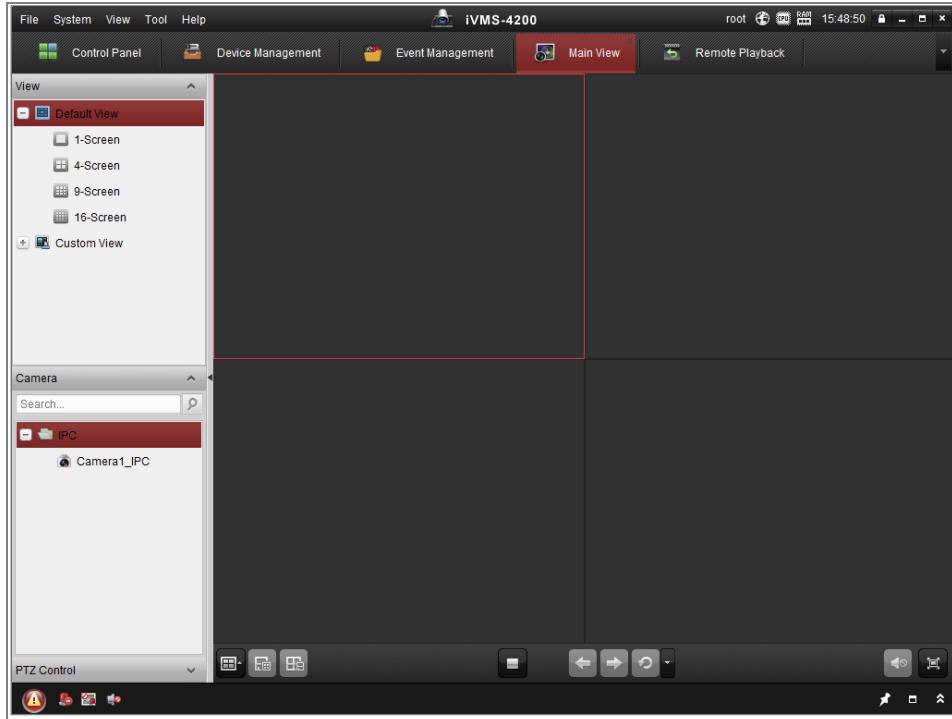 File System View Tool Help iVMS-4200 root CPU RAM 15:48:50
Control Panel Device Management Event Management Main View Remote Playback
View
Default View
1-Screen
4-Screen
9-Screen
16-Screen
Custom View
Camera
Search...
IPC
Camera1_IPC
PTZ Control